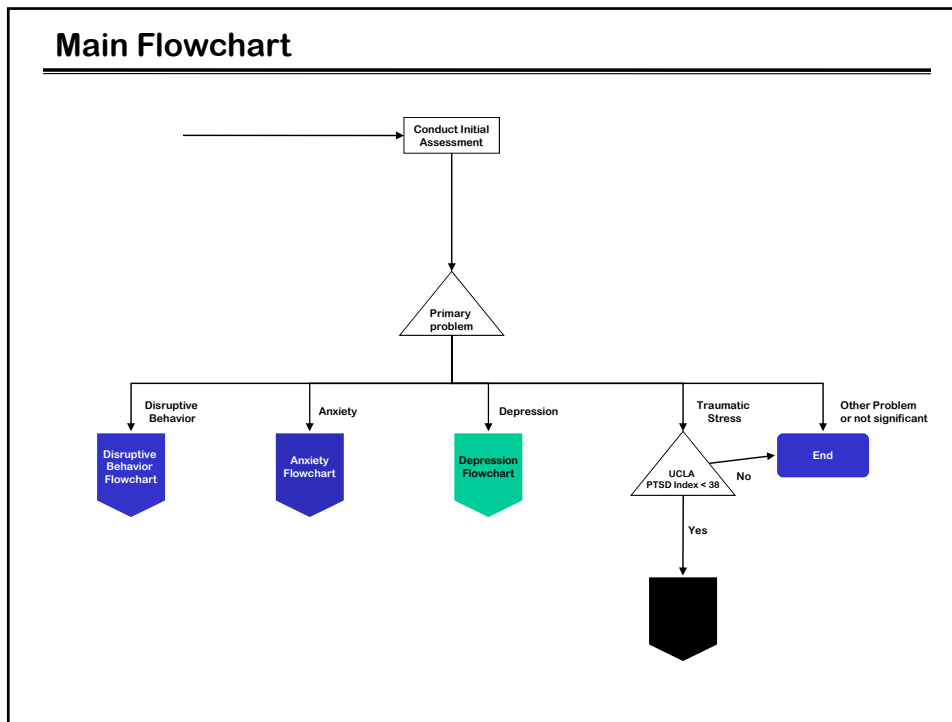 Main Flowchart
Conduct Initial
Assessment
Primary
problem
Disruptive
Behavior
Anxiety
Depression
Traumatic
Stress
Other Problem
or not significant
Disruptive
Behavior
Flowchart
Anxiety
Flowchart
Depression
Flowchart
UCLA
PTSD Index < 38
No
End
Yes